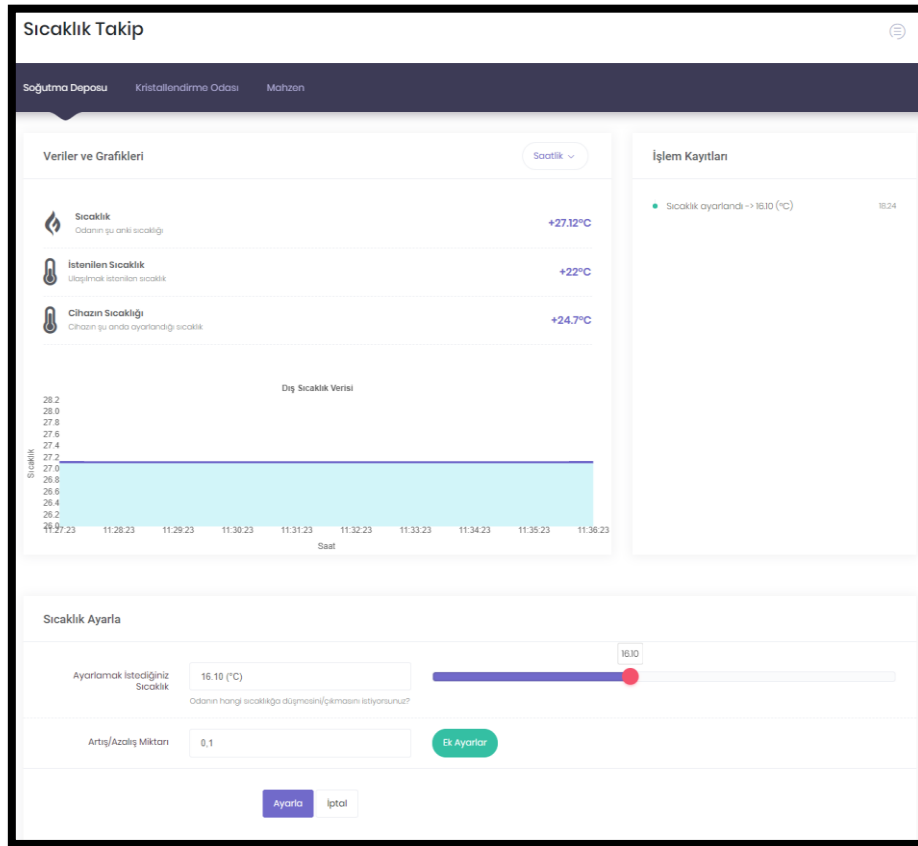 Sıcaklık Takip
Soğutma Deposu Kristallendirme Odası Mahzen
Veriler ve Grafikleri
Saatlik
Sıcaklık
Odanın şu anki sıcaklığı
+27.12°C
İstenilen Sıcaklık
Ulaşılmak istenilen sıcaklık
+22°C
Cihazın Sıcaklığı
Cihazın şu anda ayarlandığı sıcaklık
+24.7°C
Dış Sıcaklık Verisi
Sıcaklık
28.2
28.0
27.8
27.6
27.4
27.2
27.0
26.8
26.6
26.4
26.2
26.0
11:27:23 11:28:23 11:29:23 11:30:23 11:31:23 11:32:23 11:33:23 11:34:23 11:35:23 11:36:23
Saat
İşlem Kayıtları
Sıcaklık ayarlandı -> 16.10 (°C) 16:24
Sıcaklık Ayarla
Ayarlamak İstediğiniz
Sıcaklık
16.10 (°C)
16.10
Odanın hangi sıcaklığa düşmesini/çıkmasını istiyorsunuz?
Artış/Azalış Miktarı
0,1
Ek Ayarlar
Ayarla İptal